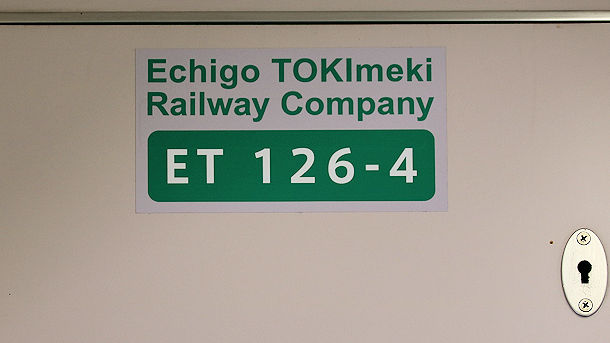 Echigo TOKImeki
Railway Company
ET 126-4